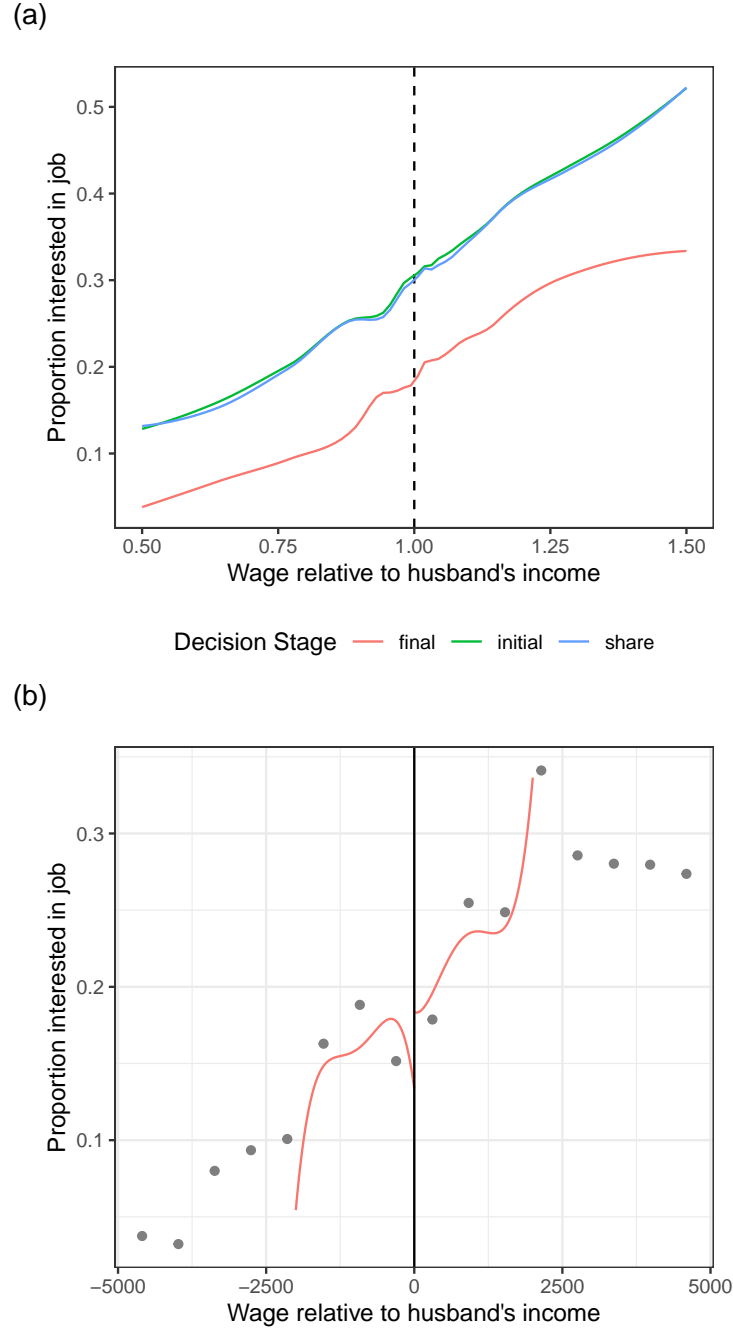 (a)
Proportion interested in job
0.5
0.4
0.3
0.2
0.1
0.50 0.75 1.00 1.25 1.50
Wage relative to husband's income
Decision Stage final initial share
(b)
Proportion interested in job
0.3
0.2
0.1
−5000 −2500 0 2500 5000
Wage relative to husband's income